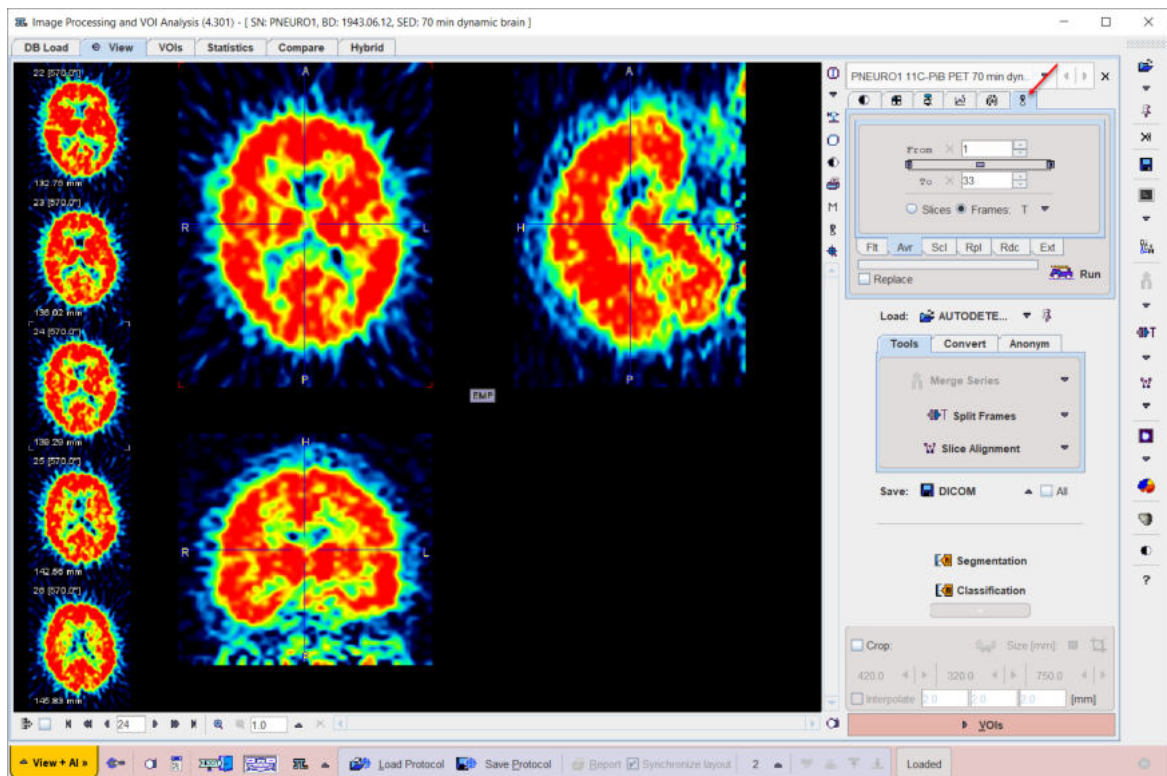 Image Processing and VOI Analysis (4.301) - [ SN: PNEURO1, BD: 1943.06.12, SED: 70 min dynamic brain ]
DB Load View VOIs Statistics Compare Hybrid
22 [570.0"]
132.75 mm
23 [570.0"]
136.02 mm
24 [570.0"]
139.29 mm
25 [570.0"]
142.56 mm
26 [570.0"]
145.83 mm
A
R L
P
A
H F
P
EMP
H
R L
F
M
PNEURO1 11C-PiB PET 70 min dyn..
From 1
To 33
Slices Frames: T
Flt Avr Scl Rpl Rdc Ext
Replace Run
Load: AUTODETE...
Tools Convert Anonym
Merge Series
T Split Frames
Slice Alignment
Save: DICOM All
Segmentation
Classification
Crop: Size [mm]:
420.0 320.0 750.0
Interpolate 2.0 2.0 2.0 [mm]
VOIs
24 1.0
View + AI »
Load Protocol Save Protocol Report Synchronize layout 2 Loaded
T
?